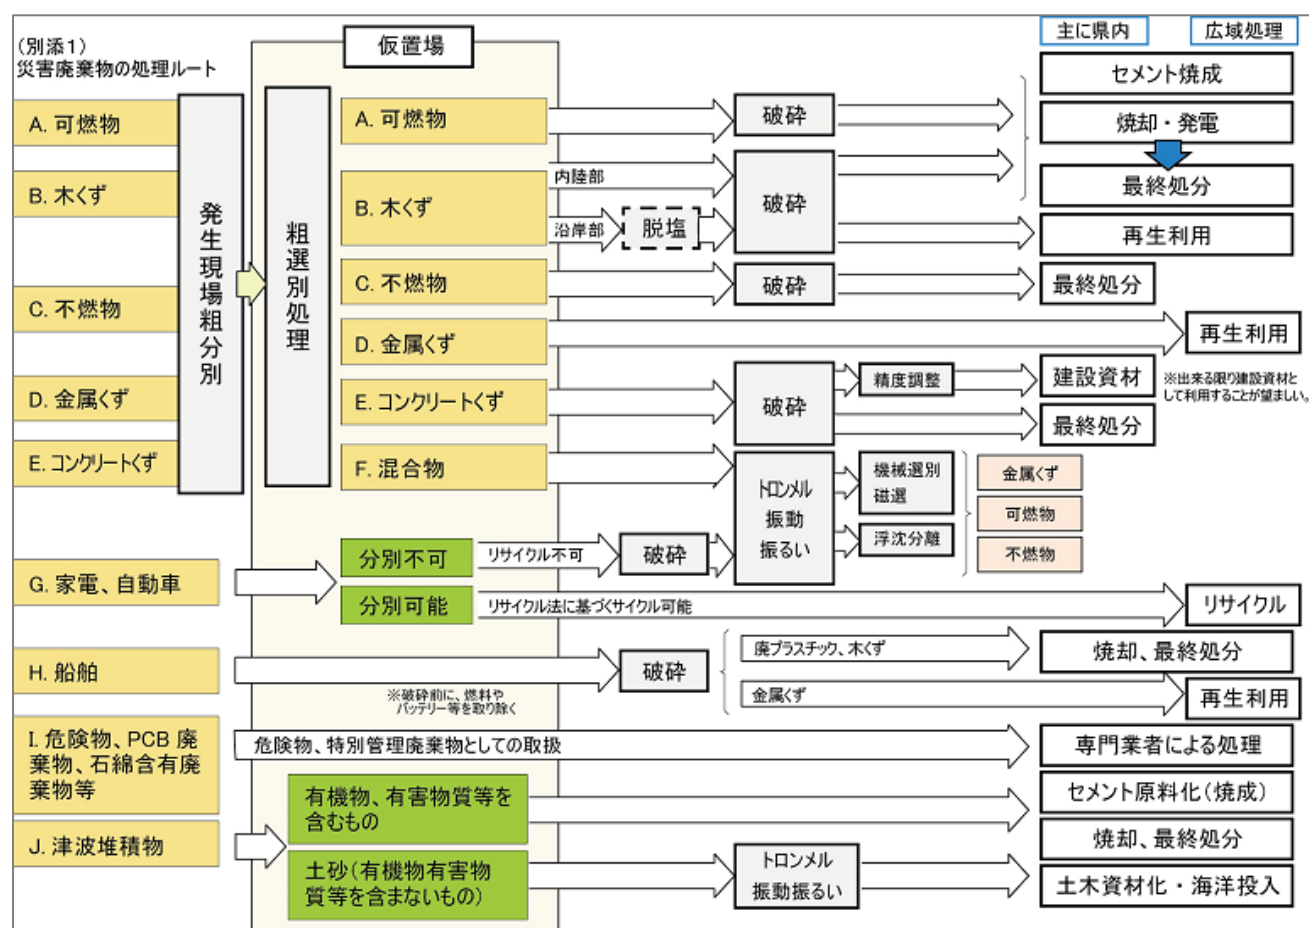 (別添1)
災害廃棄物の処理ルート
仮置場
主に県内
広域処理
A. 可燃物
B. 木くず
C. 不燃物
D. 金属くず
E. コンクリートくず
発生現場粗分別
粗選別処理
A. 可燃物
B. 木くず
C. 不燃物
D. 金属くず
E. コンクリートくず
F. 混合物
内陸部
沿岸部
脱塩
破砕
破砕
破砕
破砕
精度調整
トロンメル
振動
振るい
機械選別
磁選
浮沈分離
金属くず
可燃物
不燃物
セメント焼成
焼却・発電
最終処分
再生利用
最終処分
再生利用
建設資材
※出来る限り建設資材と
して利用することが望ましい。
最終処分
G. 家電、自動車
分別不可
リサイクル不可
破砕
分別可能
リサイクル法に基づくサイクル可能
リサイクル
H. 船舶
※破砕前に、燃料や
バッテリー等を取り除く
破砕
廃プラスチック、木くず
焼却、最終処分
金属くず
再生利用
I. 危険物、PCB 廃
棄物、石綿含有廃
棄物等
危険物、特別管理廃棄物としての取扱
専門業者による処理
J. 津波堆積物
有機物、有害物質等を
含むもの
セメント原料化(焼成)
焼却、最終処分
土砂(有機物有害物
質等を含まないもの)
トロンメル
振動振るい
土木資材化・海洋投入